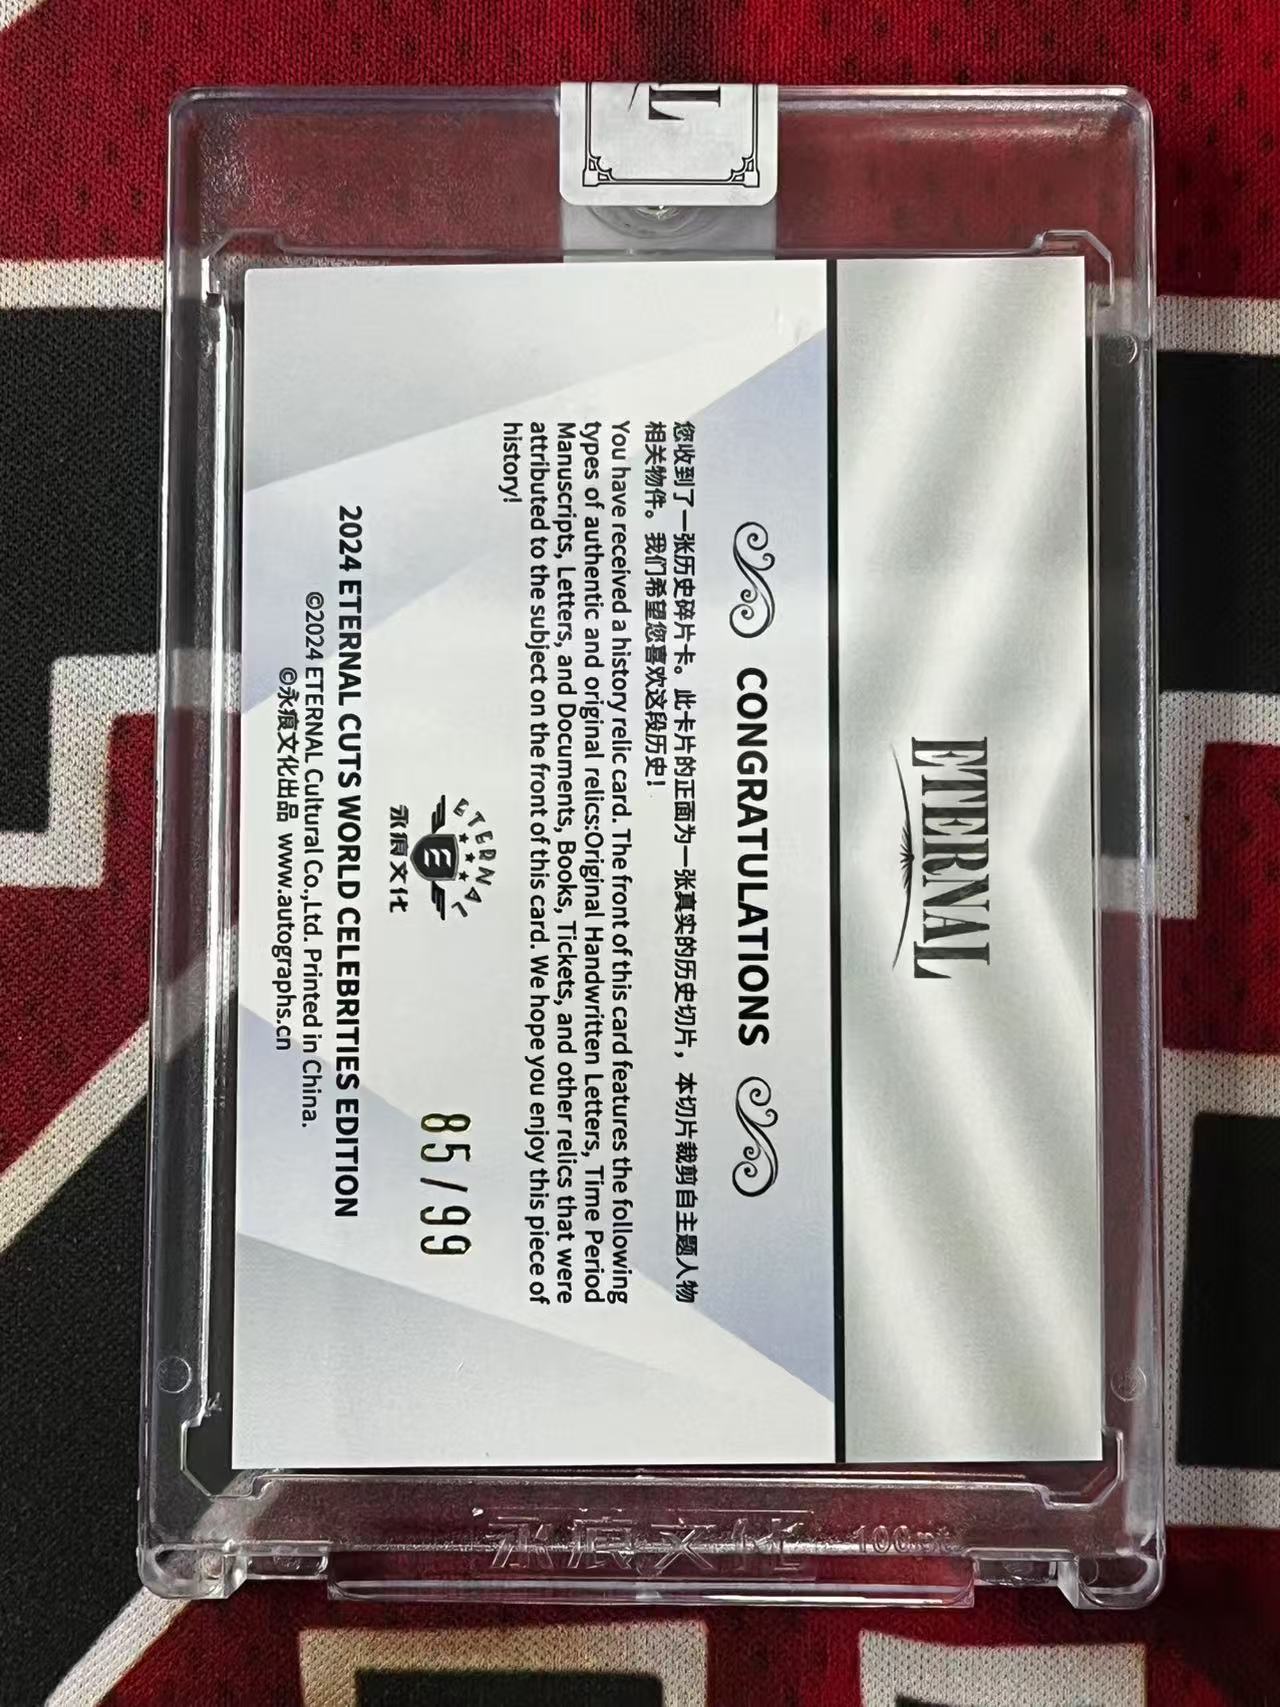 ETERNAL
CONGRATULATIONS
您收到了一张历史碎片卡。此卡片的正面为一张真实的历史切片，本切片裁剪自主题人物
相关物件。我们希望您喜欢这段历史！
You have received a history relic card. The front of this card features the following
types of authentic and original relics:Original Handwritten Letters, Time Period
Manuscripts, Letters, and Documents, Books, Tickets, and other relics that were
attributed to the subject on the front of this card. We hope you enjoy this piece of
history!
ETERNAL
E
永痕文化
85/99
2024 ETERNAL CUTS WORLD CELEBRITIES EDITION
©2024 ETERNAL Cultural Co.,Ltd. Printed in China.
©永痕文化出品 www.autographs.cn
永痕文化 100pt